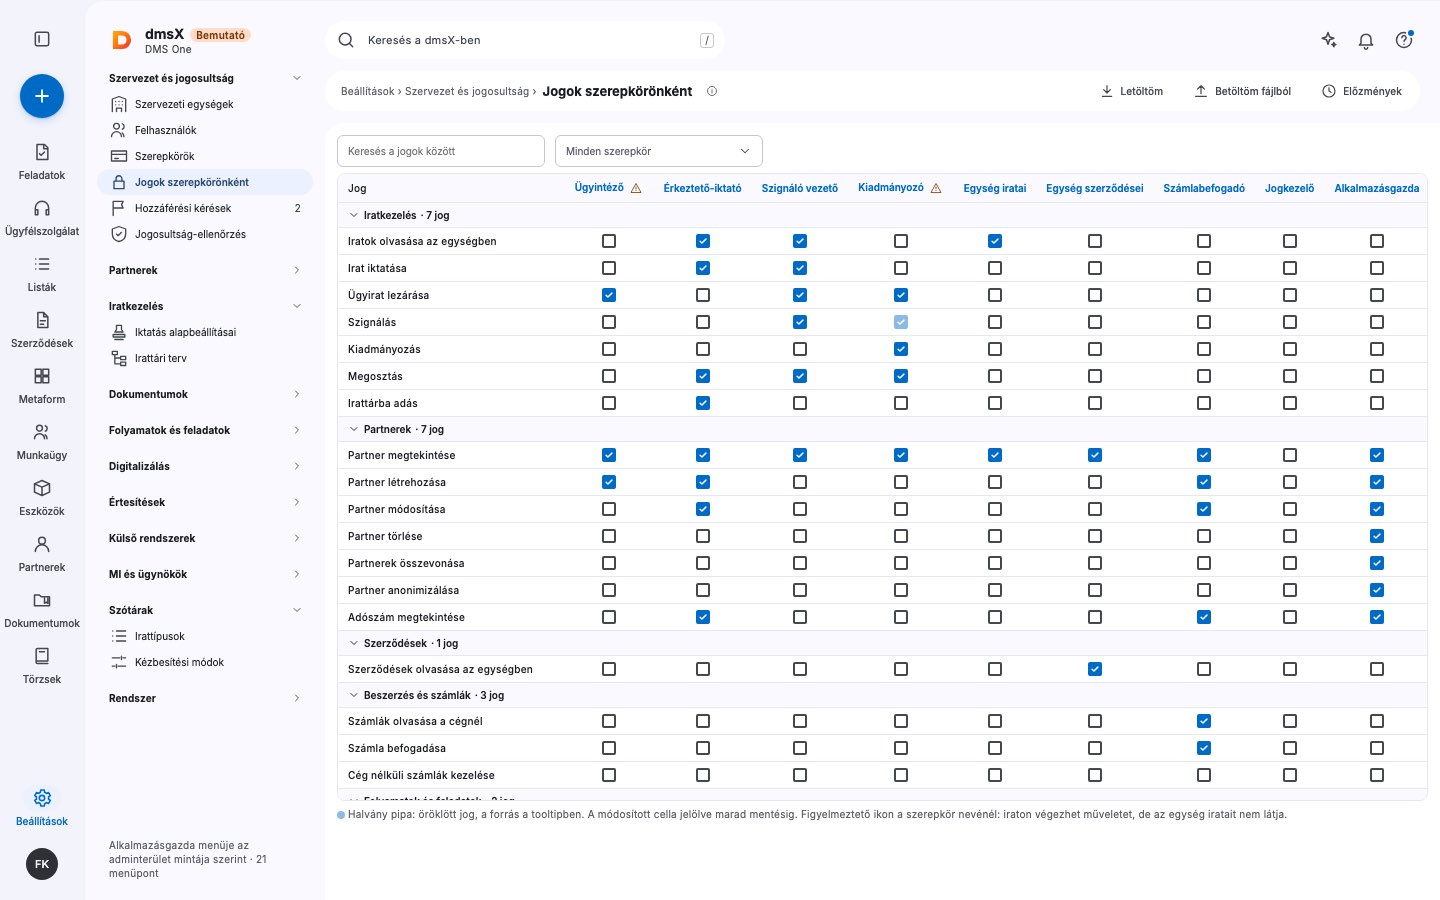 dmsX Bemutató
DMS One
Keresés a dmsX-ben /
Feladatok
Ügyfélszolgálat
Listák
Szerződések
Metaform
Munkaügy
Eszközök
Partnerek
Dokumentumok
Törzsek
Beállítások
FK
Szervezet és jogosultság
Szervezeti egységek
Felhasználók
Szerepkörök
Jogok szerepkörönként
Hozzáférési kérések 2
Jogosultság-ellenőrzés
Partnerek
Iratkezelés
Iktatás alapbeállításai
Irattári terv
Dokumentumok
Folyamatok és feladatok
Digitalizálás
Értesítések
Külső rendszerek
MI és ügynökök
Szótárak
Irattípusok
Kézbesítési módok
Rendszer
Alkalmazásgazda menüje az
adminterület mintája szerint · 21
menüpont
Beállítások › Szervezet és jogosultság › Jogok szerepkörönként
Letöltöm Betöltöm fájlból Előzmények
Keresés a jogok között Minden szerepkör
Jog Ügyintéző Érkeztető-iktató Szignáló vezető Kiadmányozó Egység iratai Egység szerződései Számlabefogadó Jogkezelő Alkalmazásgazda
Iratkezelés · 7 jog
Iratok olvasása az egységben
Irat iktatása
Ügyirat lezárása
Szignálás
Kiadmányozás
Megosztás
Irattárba adás
Partnerek · 7 jog
Partner megtekintése
Partner létrehozása
Partner módosítása
Partner törlése
Partnerek összevonása
Partner anonimizálása
Adószám megtekintése
Szerződések · 1 jog
Szerződések olvasása az egységben
Beszerzés és számlák · 3 jog
Számlák olvasása a cégnél
Számla befogadása
Cég nélküli számlák kezelése
Halvány pipa: öröklött jog, a forrás a tooltipben. A módosított cella jelölve marad mentésig. Figyelmeztető ikon a szerepkör nevénél: iraton végezhet műveletet, de az egység iratait nem látja.